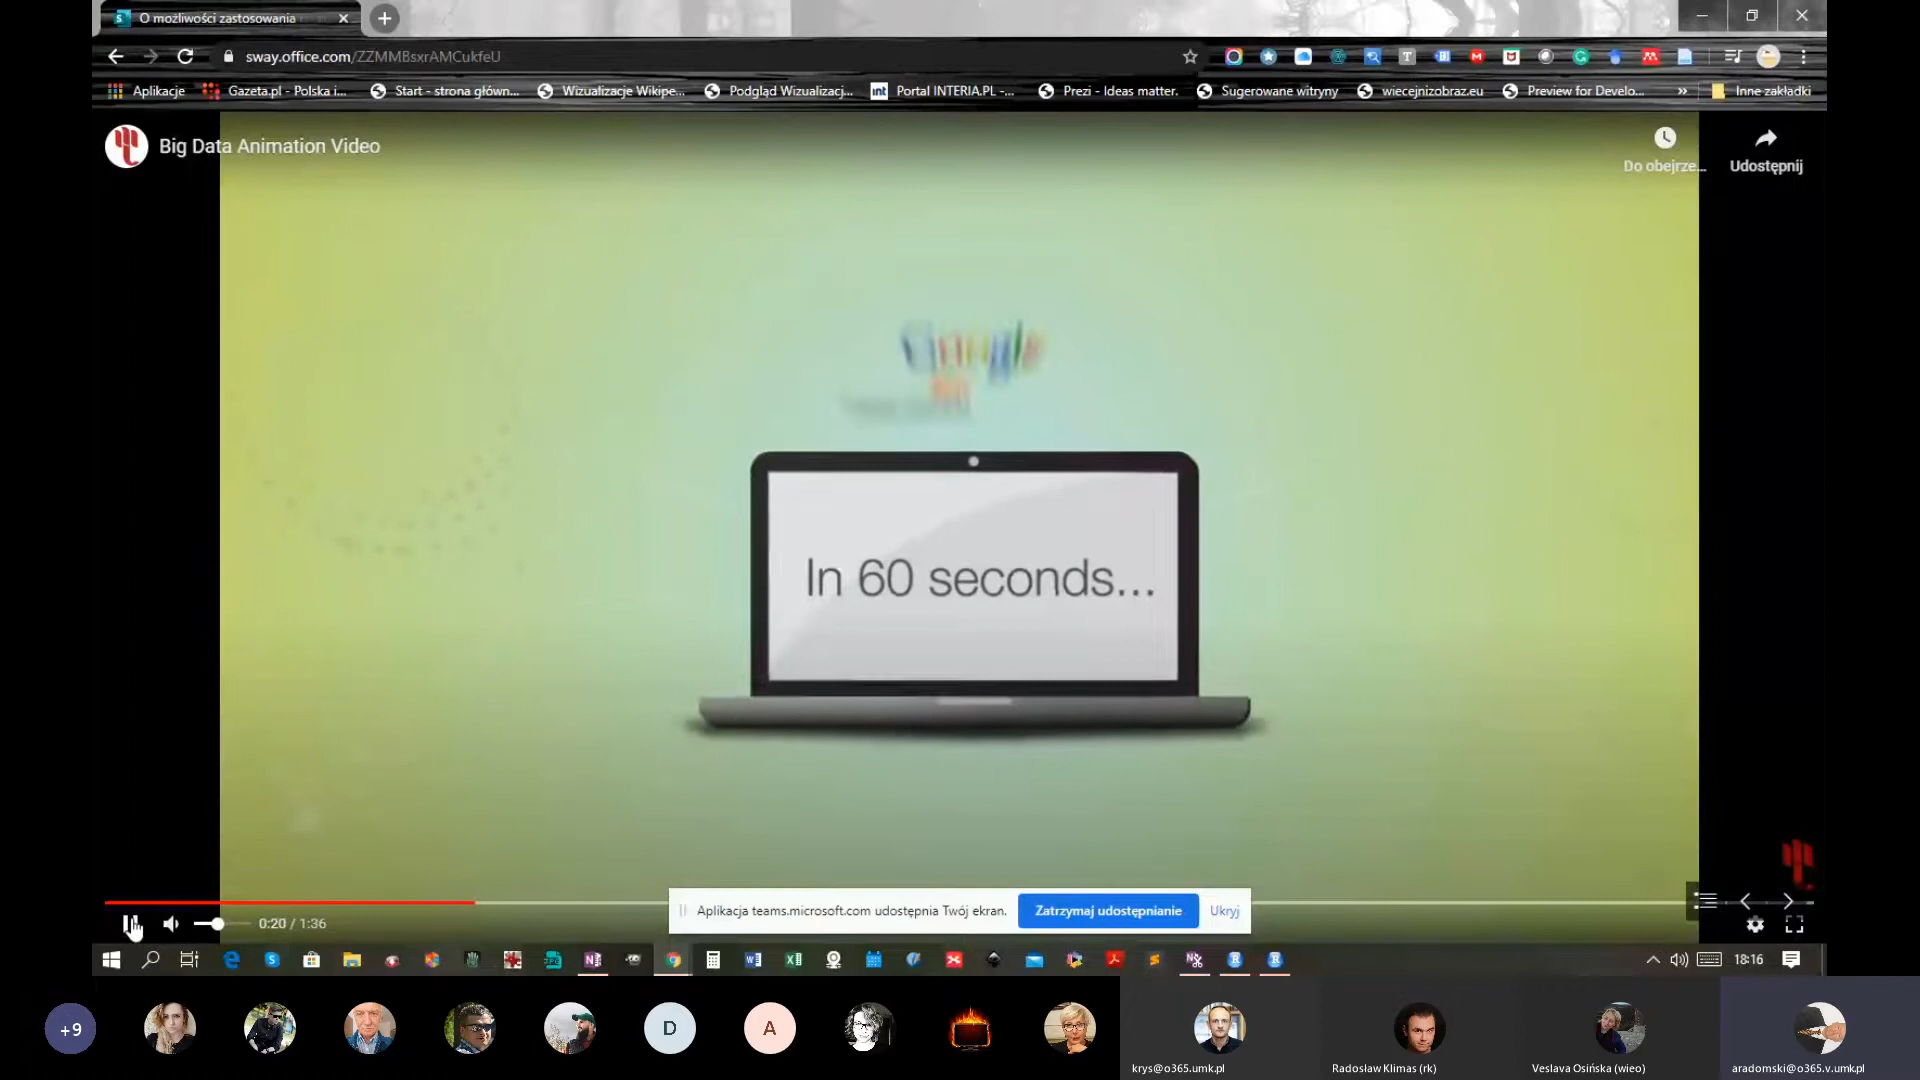 O możliwości zastosowania
sway.office.com/ZZMMBsxrAMCukfeU
Aplikacje
Gazeta.pl - Polska i...
Start - strona główn...
Wizualizacje Wikipe...
Podgląd Wizualizacj...
Portal INTERIA.PL -...
Prezi - Ideas matter.
Sugerowane witryny
wiecejnizobraz.eu
Preview for Develo...
Inne zakładki
Big Data Animation Video
Do obejrze...
Udostępnij
Google
In 60 seconds...
Aplikacja teams.microsoft.com udostępnia Twój ekran.
Zatrzymaj udostępnianie
Ukryj
0:20 / 1:36
18:16
+9
D
A
krys@o365.umk.pl
Radosław Klimas (rk)
Veslava Osińska (wieo)
aradomski@o365.v.umk.pl